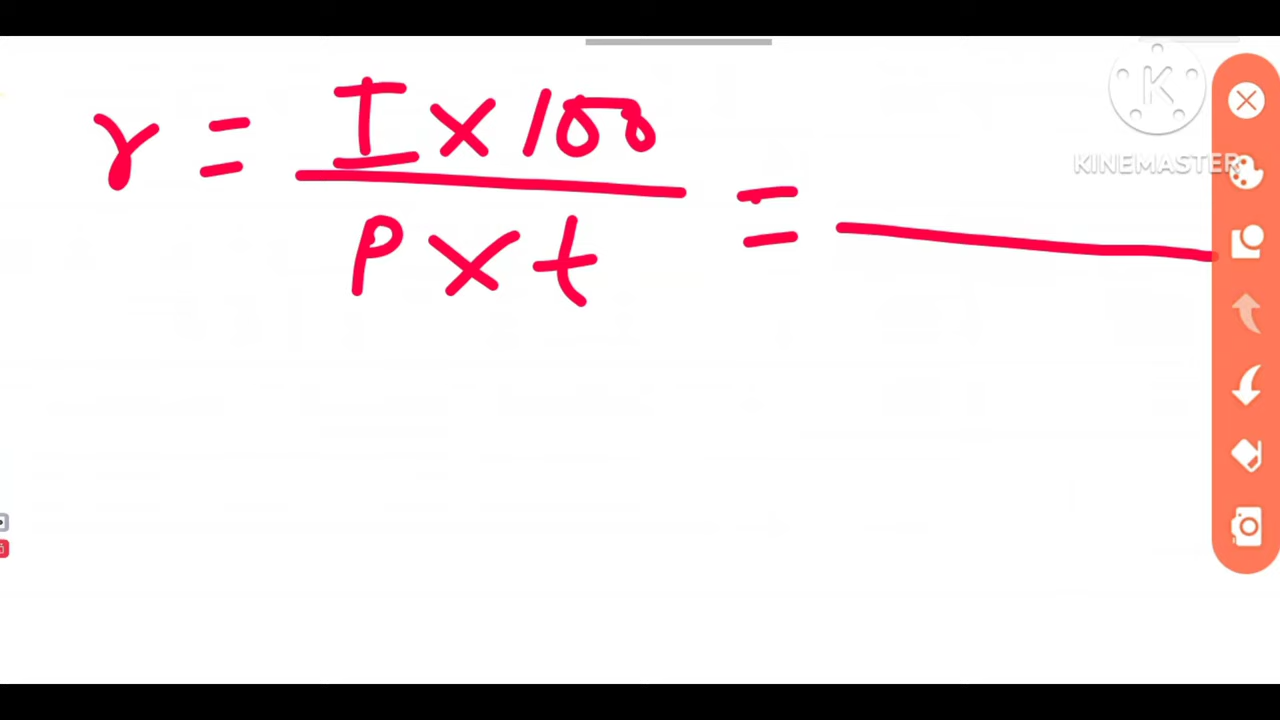 r = I × 100 / P × t =
KINEMASTER